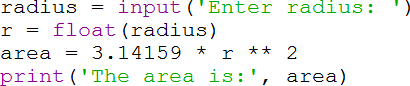 radius = input('Enter radius: ')
r = float(radius)
area = 3.14159 * r ** 2
print('The area is:', area)